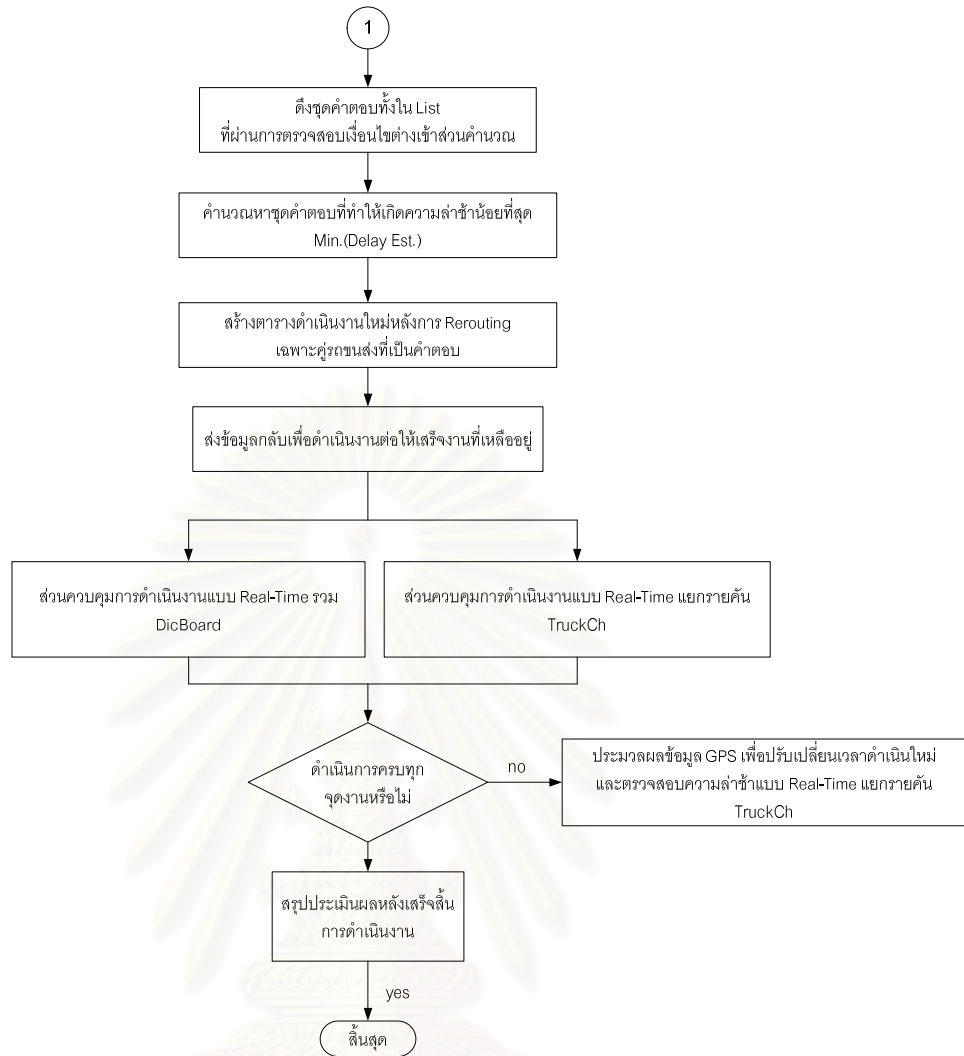 1
ดึงชุดคำตอบทั้งใน List
ที่ผ่านการตรวจสอบเงื่อนไขต่างเข้าส่วนคำนวณ
คำนวณหาชุดคำตอบที่ทำให้เกิดความล่าช้าน้อยที่สุด
Min.(Delay Est.)
สร้างตารางดำเนินงานใหม่หลังการ Rerouting
เฉพาะคู่รถขนส่งที่เป็นคำตอบ
ส่งข้อมูลกลับเพื่อดำเนินงานต่อให้เสร็จงานที่เหลืออยู่
ส่วนควบคุมการดำเนินงานแบบ Real-Time รวม
DicBoard
ส่วนควบคุมการดำเนินงานแบบ Real-Time แยกรายคัน
TruckCh
ดำเนินการครบทุก
จุดงานหรือไม่
no
ประมวลผลข้อมูล GPS เพื่อปรับเปลี่ยนเวลาดำเนินใหม่
และตรวจสอบความล่าช้าแบบ Real-Time แยกรายคัน
TruckCh
สรุปประเมินผลหลังเสร็จสิ้น
การดำเนินงาน
yes
สิ้นสุด